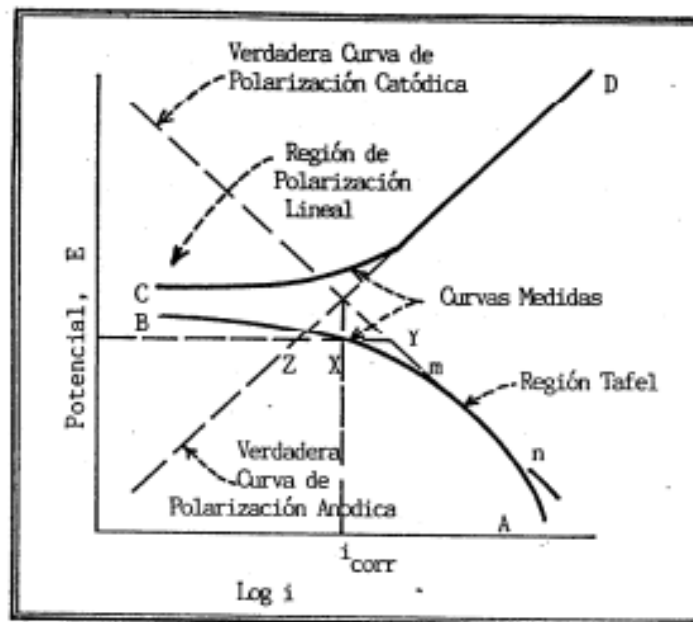 Verdadera Curva de
Polarización Catódica
D
Región de
Polarización
Lineal
Potencial, E
C
B
Curvas Medidas
Z
X
Y
m
Región Tafel
Verdadera
Curva de
Polarización Anodica
n
A
i corr
Log i